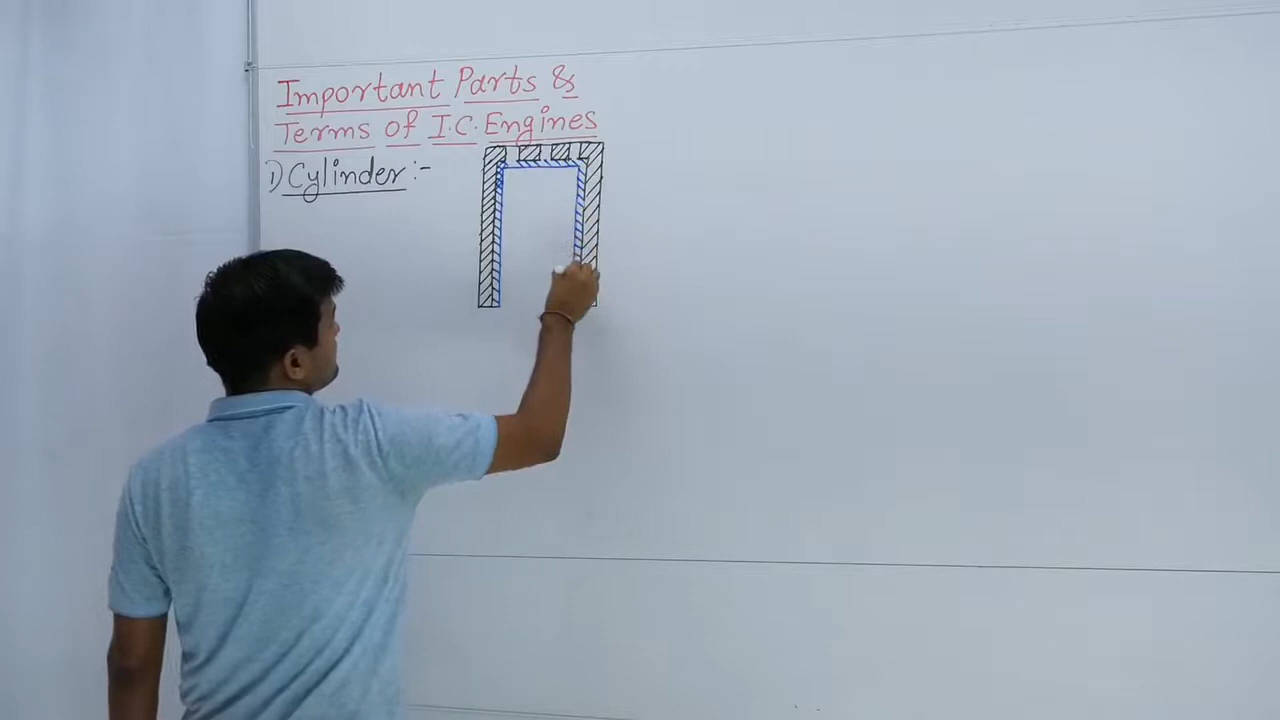 Important Parts &
Terms of I.C. Engines
1) Cylinder :-